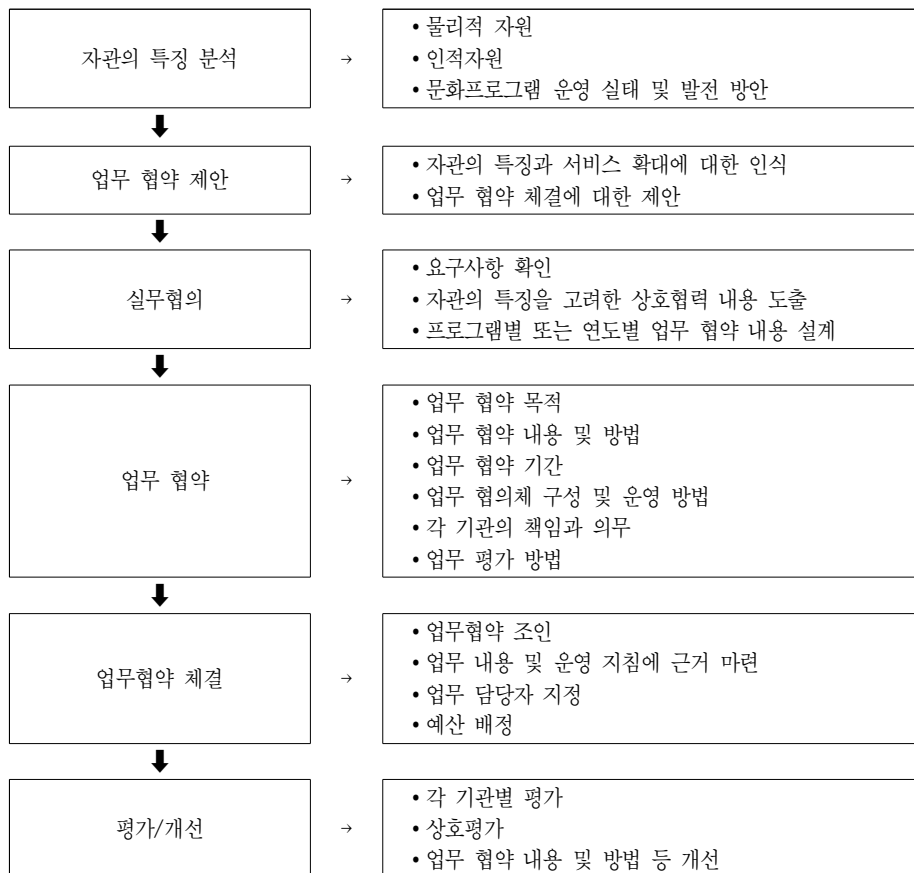 자관의 특징 분석
→
• 물리적 자원
• 인적자원
• 문화프로그램 운영 실태 및 발전 방안
업무 협약 제안
→
• 자관의 특징과 서비스 확대에 대한 인식
• 업무 협약 체결에 대한 제안
실무협의
→
• 요구사항 확인
• 자관의 특징을 고려한 상호협력 내용 도출
• 프로그램별 또는 연도별 업무 협약 내용 설계
업무 협약
→
• 업무 협약 목적
• 업무 협약 내용 및 방법
• 업무 협약 기간
• 업무 협의체 구성 및 운영 방법
• 각 기관의 책임과 의무
• 업무 평가 방법
업무협약 체결
→
• 업무협약 조인
• 업무 내용 및 운영 지침에 근거 마련
• 업무 담당자 지정
• 예산 배정
평가/개선
→
• 각 기관별 평가
• 상호평가
• 업무 협약 내용 및 방법 등 개선